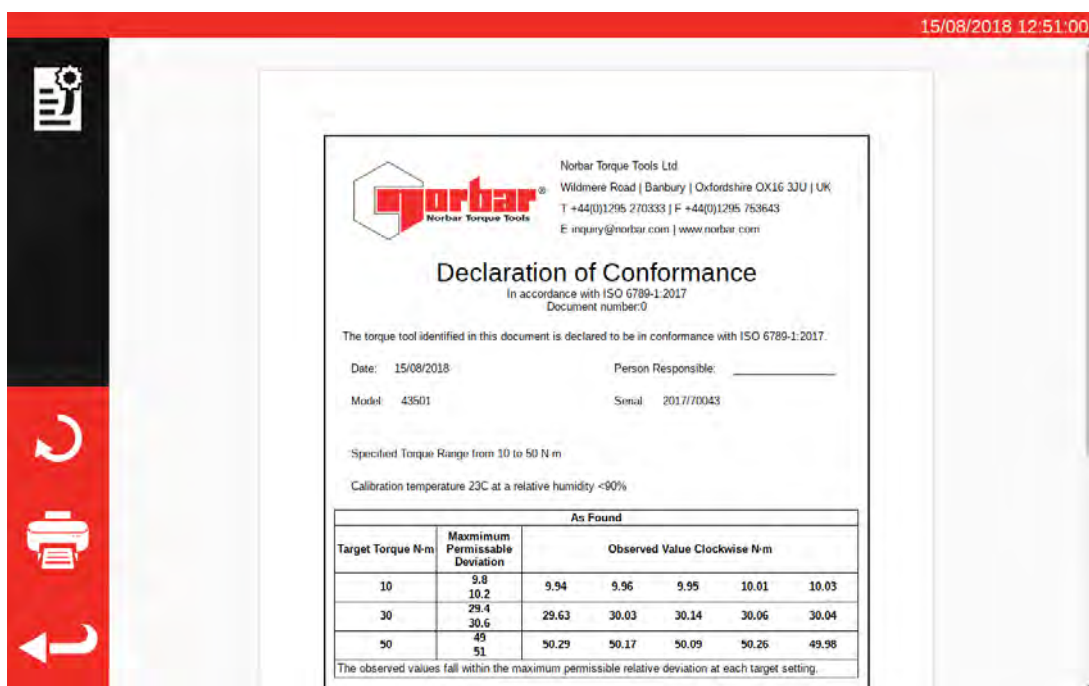 15/08/2018 12:51:00
norbar®
Norbar Torque Tools
Norbar Torque Tools Ltd
Wildmere Road | Banbury | Oxfordshire OX16 3JU | UK
T +44(0)1295 270333 | F +44(0)1295 753643
E inquiry@norbar.com | www.norbar.com
Declaration of Conformance
In accordance with ISO 6789-1:2017
Document number:0
The torque tool identified in this document is declared to be in conformance with ISO 6789-1:2017.
Date: 15/08/2018 Person Responsible:
Model 43501 Serial 2017/70043
Specified Torque Range from 10 to 50 N·m
Calibration temperature 23C at a relative humidity <90%
As Found
Target Torque N·m Maxmimum Permissable Deviation Observed Value Clockwise N·m
10 9.8 10.2 9.94 9.96 9.95 10.01 10.03
30 29.4 30.6 29.63 30.03 30.14 30.06 30.04
50 49 51 50.29 50.17 50.09 50.26 49.98
The observed values fall within the maximum permissible relative deviation at each target setting.